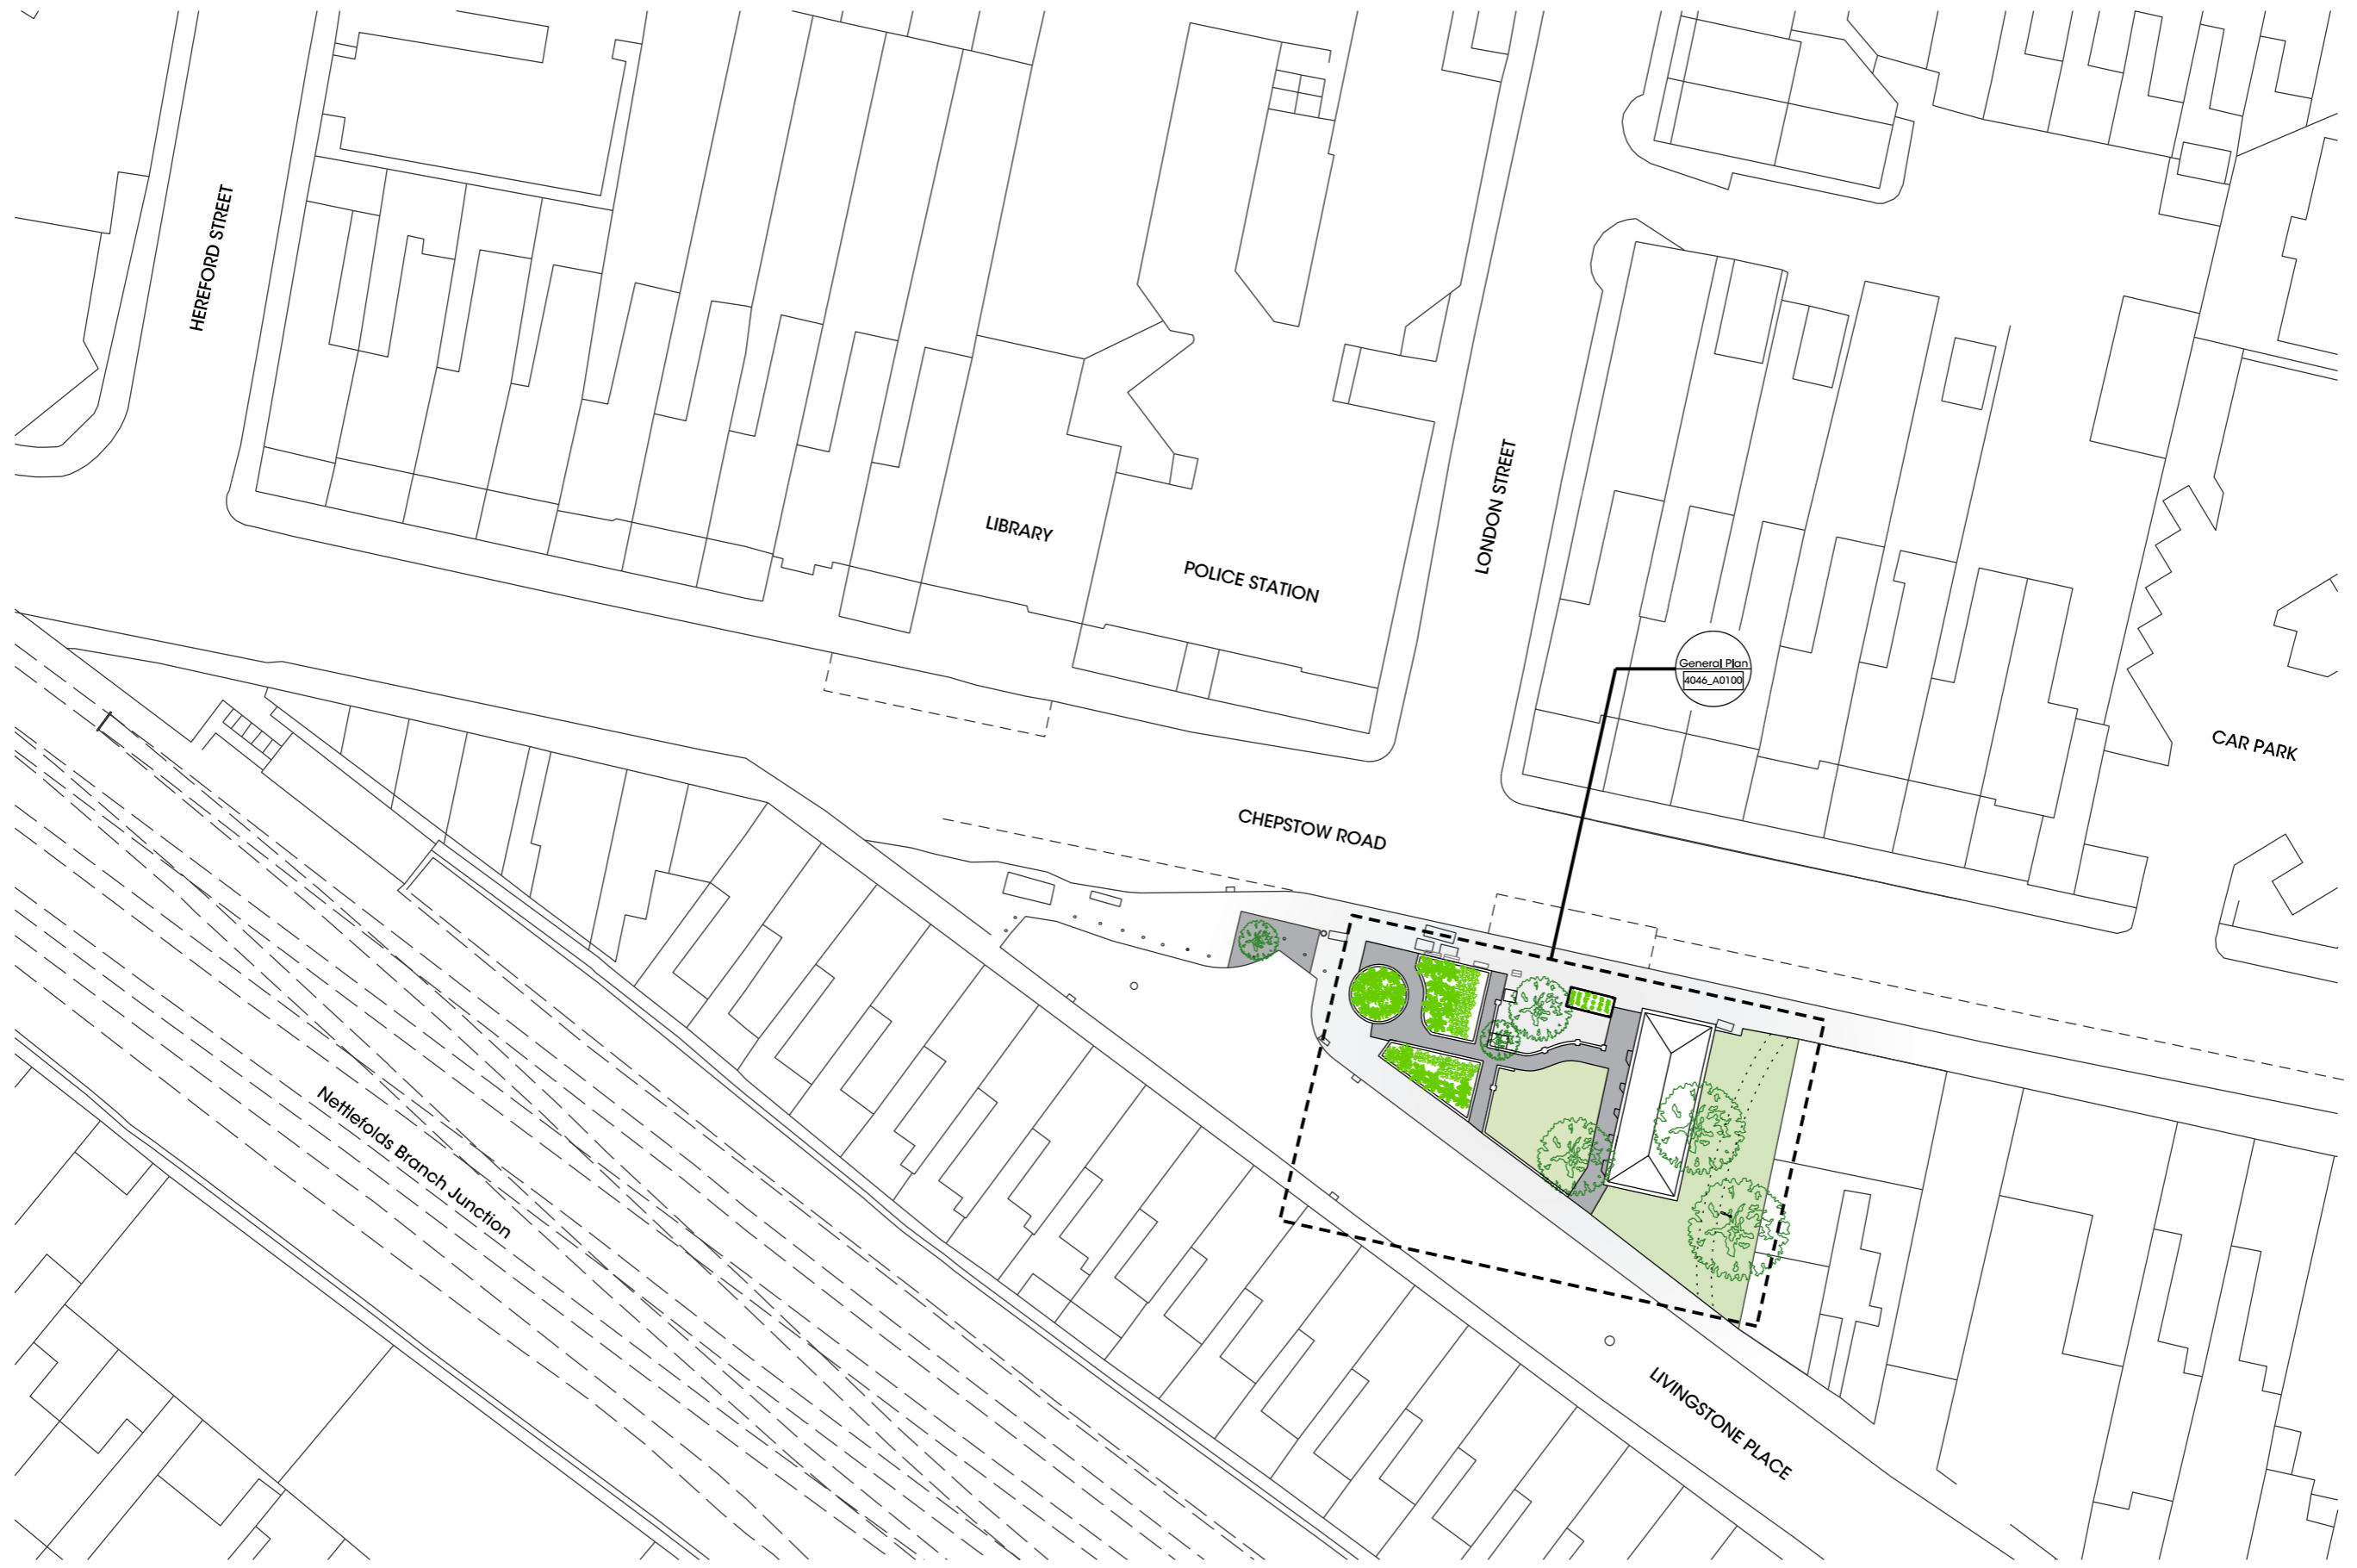 HEREFORD STREET
LIBRARY
POLICE STATION
LONDON STREET
General Plan
4046_A0100
CAR PARK
CHEPSTOW ROAD
Nettlefolds Branch Junction
LIVINGSTONE PLACE